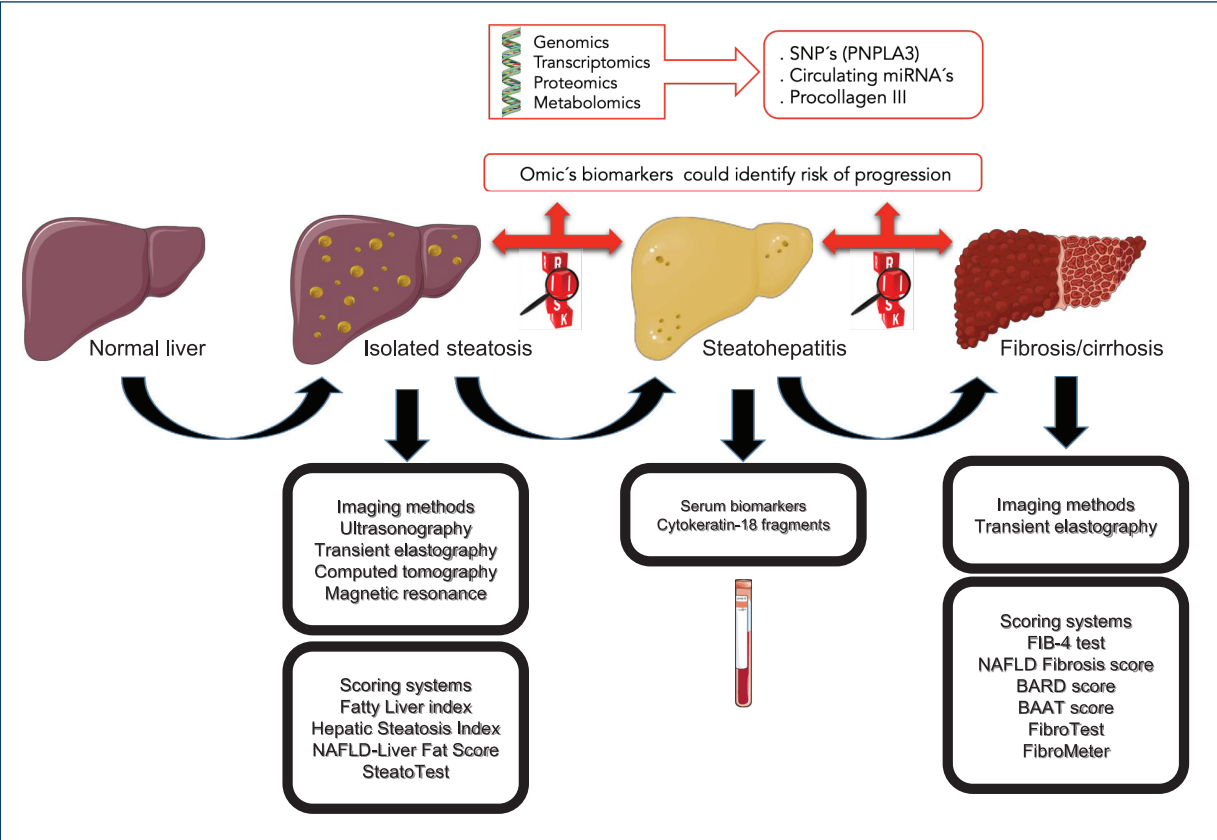 Genomics
Transcriptomics
Proteomics
Metabolomics
. SNP´s (PNPLA3)
. Circulating miRNA´s
. Procollagen III
Omic´s biomarkers could identify risk of progression
R
I
S
K
R
I
S
K
Normal liver
Isolated steatosis
Steatohepatitis
Fibrosis/cirrhosis
Imaging methods
Ultrasonography
Transient elastography
Computed tomography
Magnetic resonance
Scoring systems
Fatty Liver index
Hepatic Steatosis Index
NAFLD-Liver Fat Score
SteatoTest
Serum biomarkers
Cytokeratin-18 fragments
Imaging methods
Transient elastography
Scoring systems
FIB-4 test
NAFLD Fibrosis score
BARD score
BAAT score
FibroTest
FibroMeter